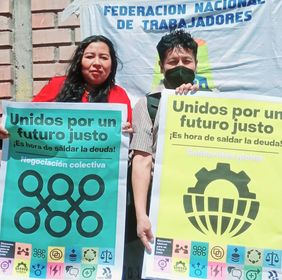 FEDERACIÓN NACIONAL
DE TRABAJADORES
Unidos por un
futuro justo
¡Es hora de saldar la deuda!
Negociación colectiva
Unidos por un
futuro justo
¡Es hora de saldar la deuda!